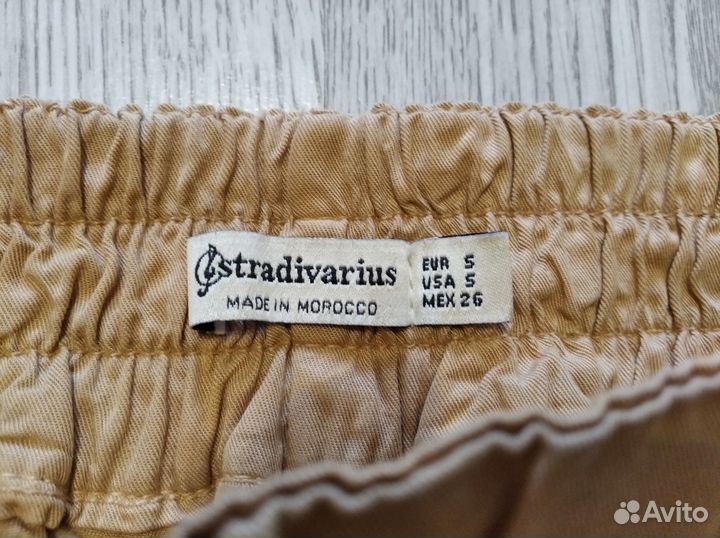 stradivarius
MADE IN MOROCCO
EUR S
USA S
MEX 26
Avito